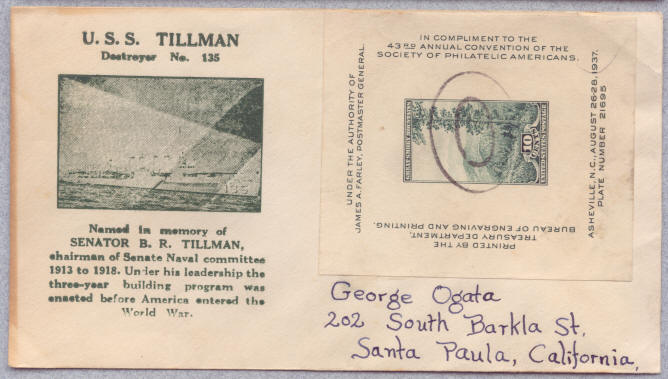 U. S. S. TILLMAN
Destroyer No. 135
135
Named in memory of
SENATOR B. R. TILLMAN,
chairman of Senate Naval committee
1913 to 1918. Under his leadership the
three-year building program was
enacted before America entered the
World War.
IN COMPLIMENT TO THE
43RD ANNUAL CONVENTION OF THE
SOCIETY OF PHILATELIC AMERICANS.
UNDER THE AUTHORITY OF
JAMES A. FARLEY, POSTMASTER GENERAL.
ASHEVILLE, N.C., AUGUST 26-28, 1937.
PLATE NUMBER 21695
PRINTED BY THE
TREASURY DEPARTMENT,
BUREAU OF ENGRAVING AND PRINTING.
10
George Ogata
202 South Barkla St.
Santa Paula, California,